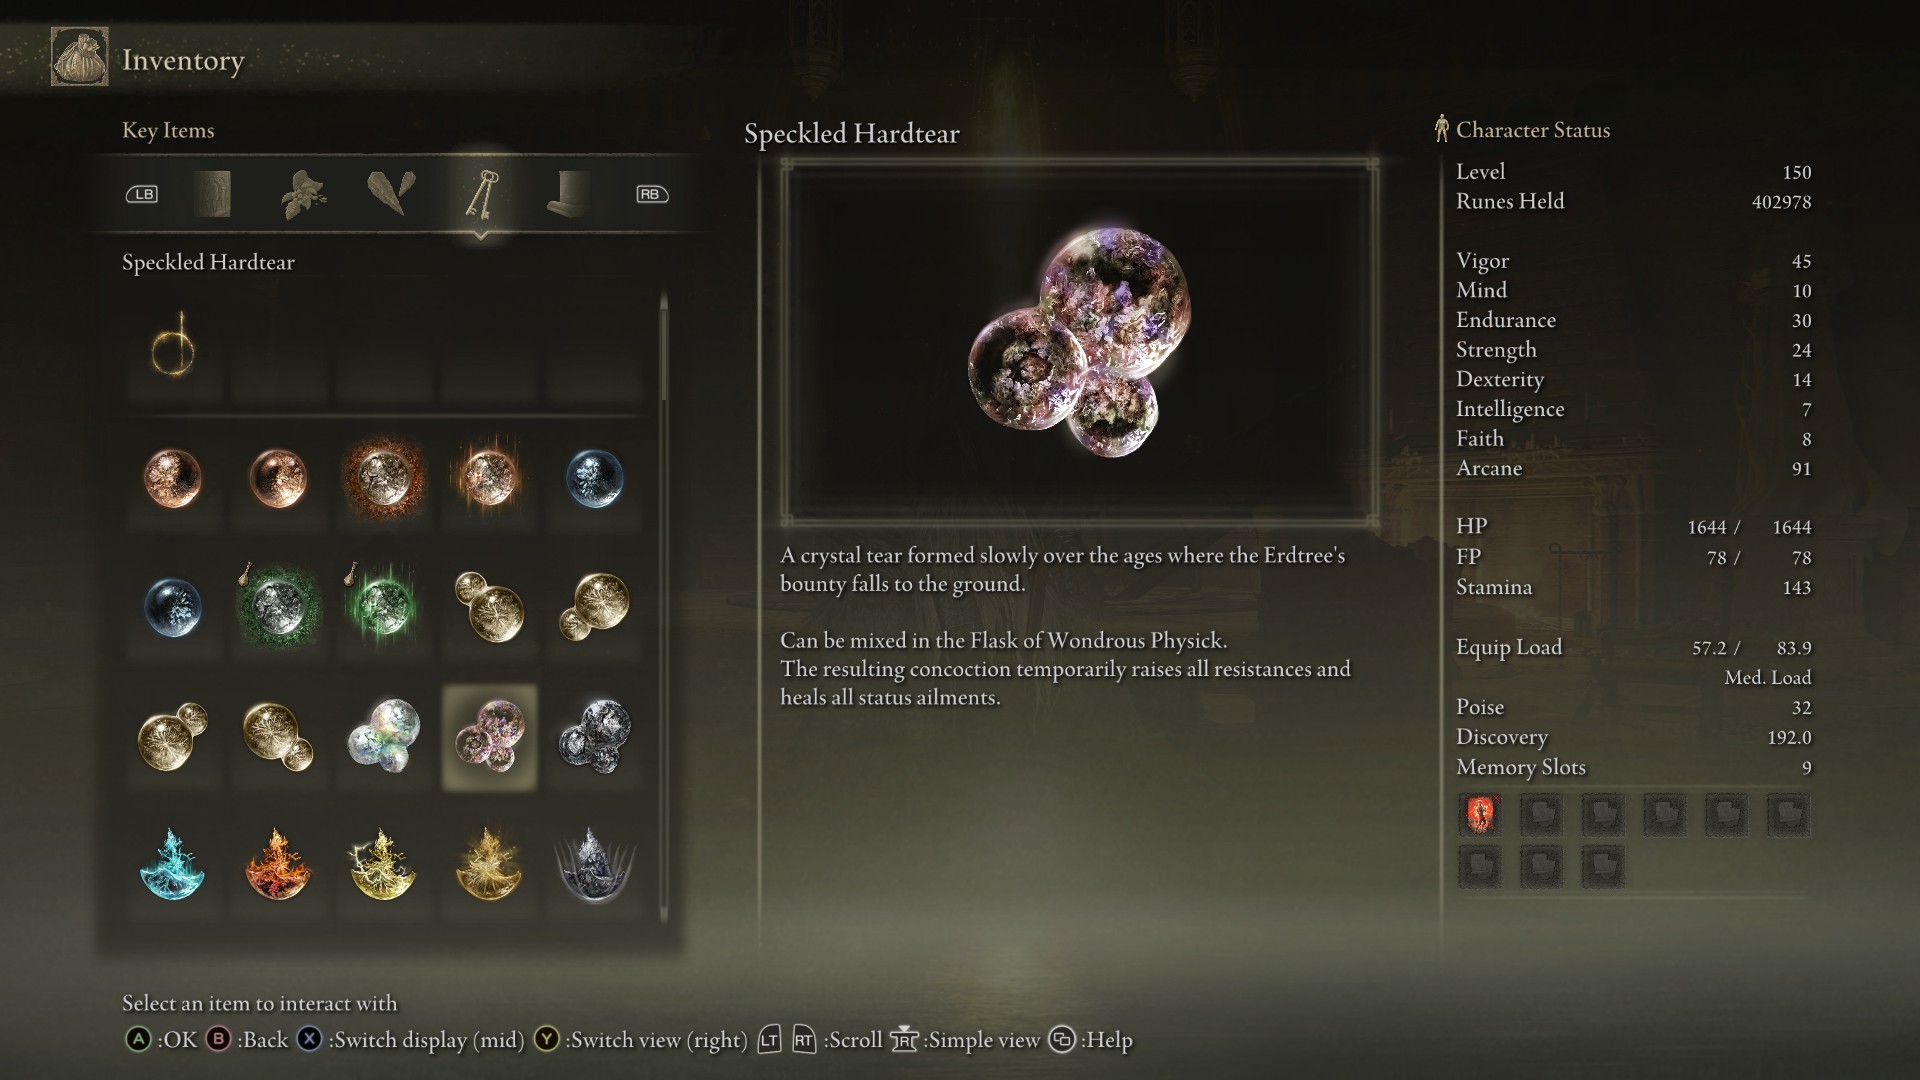 Inventory
Key Items
LB
RB
Speckled Hardtear
Speckled Hardtear
A crystal tear formed slowly over the ages where the Erdtree's
bounty falls to the ground.
Can be mixed in the Flask of Wondrous Physick.
The resulting concoction temporarily raises all resistances and
heals all status ailments.
Character Status
Level 150
Runes Held 402978
Vigor 45
Mind 10
Endurance 30
Strength 24
Dexterity 14
Intelligence 7
Faith 8
Arcane 91
HP 1644 / 1644
FP 78 / 78
Stamina 143
Equip Load 57.2 / 83.9
Med. Load
Poise 32
Discovery 192.0
Memory Slots 9
Select an item to interact with
A :OK B :Back X :Switch display (mid) Y :Switch view (right) LT RT :Scroll R :Simple view :Help